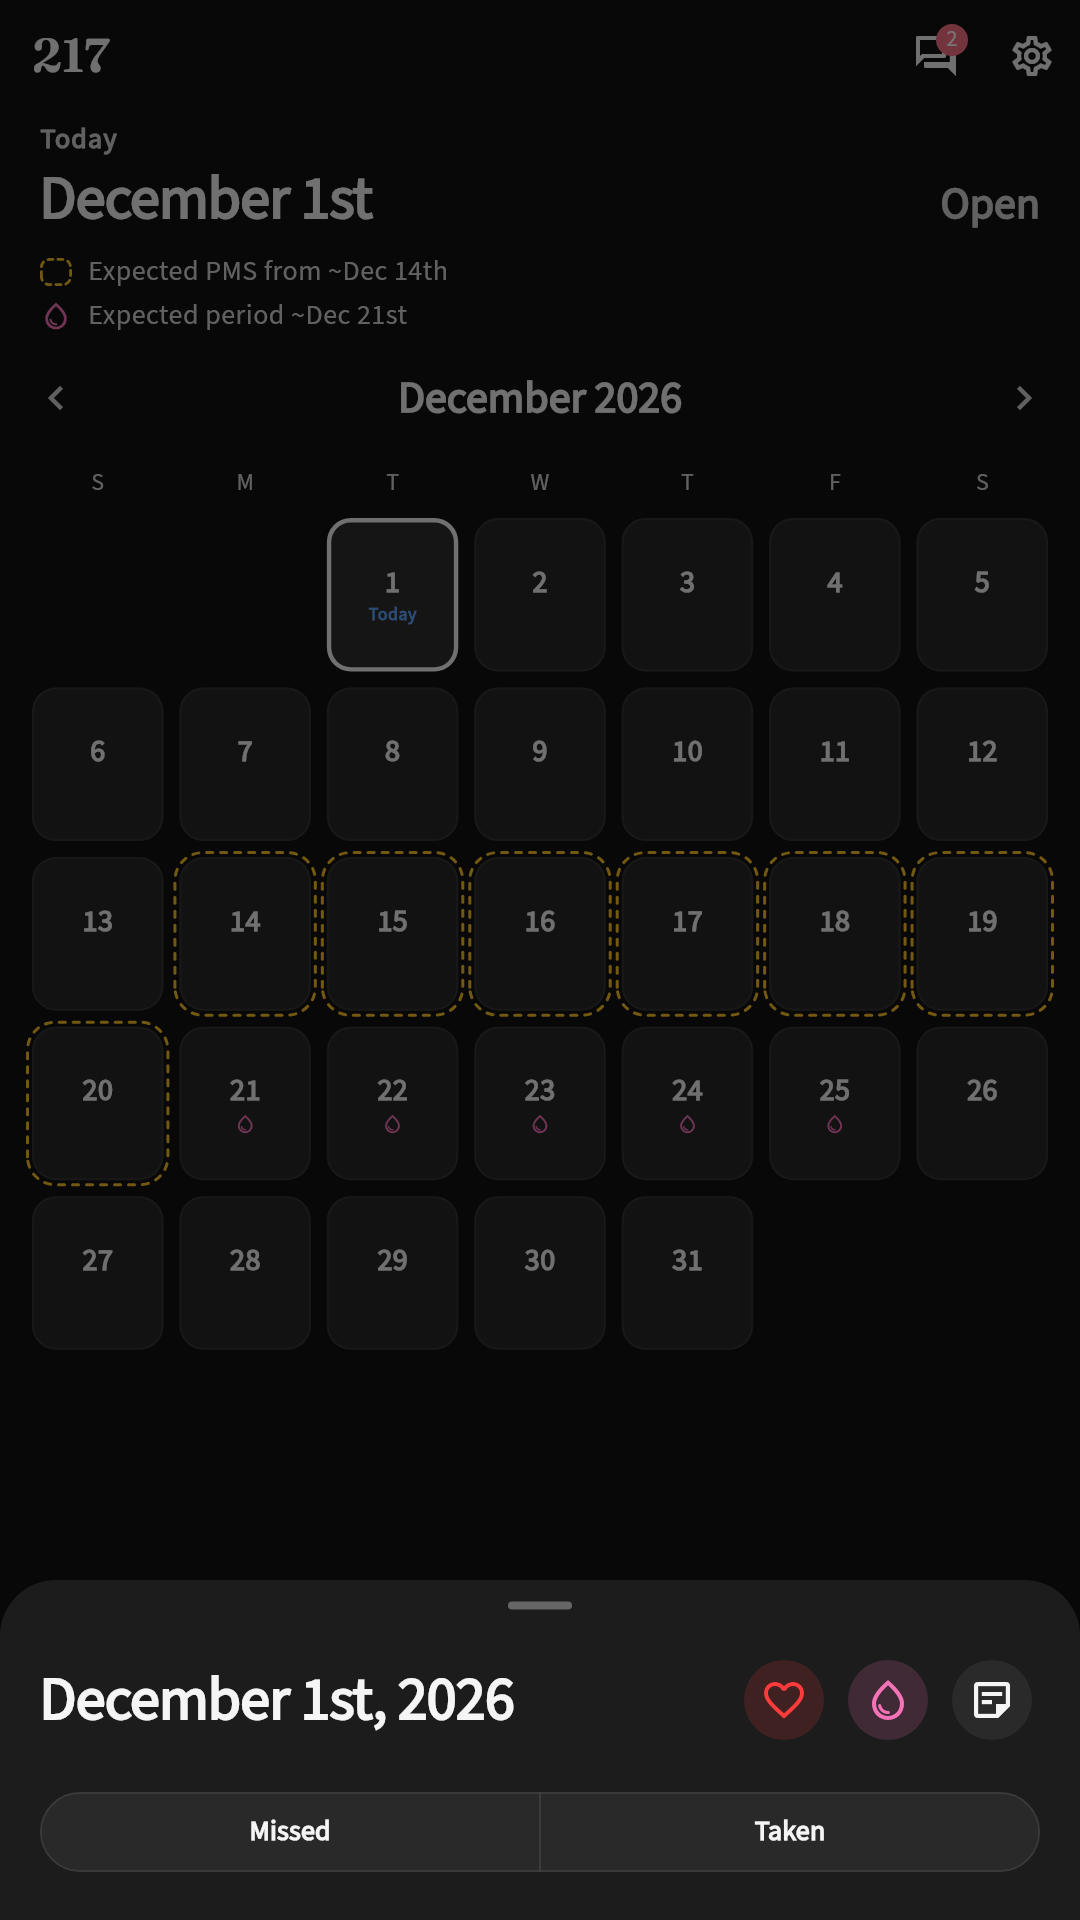 217
2
Today
December 1st
Open
Expected PMS from ~Dec 14th
Expected period ~Dec 21st
December 2026
S M T W T F S
1 2 3 4 5
Today
6 7 8 9 10 11 12
13 14 15 16 17 18 19
20 21 22 23 24 25 26
27 28 29 30 31
December 1st, 2026
Missed Taken